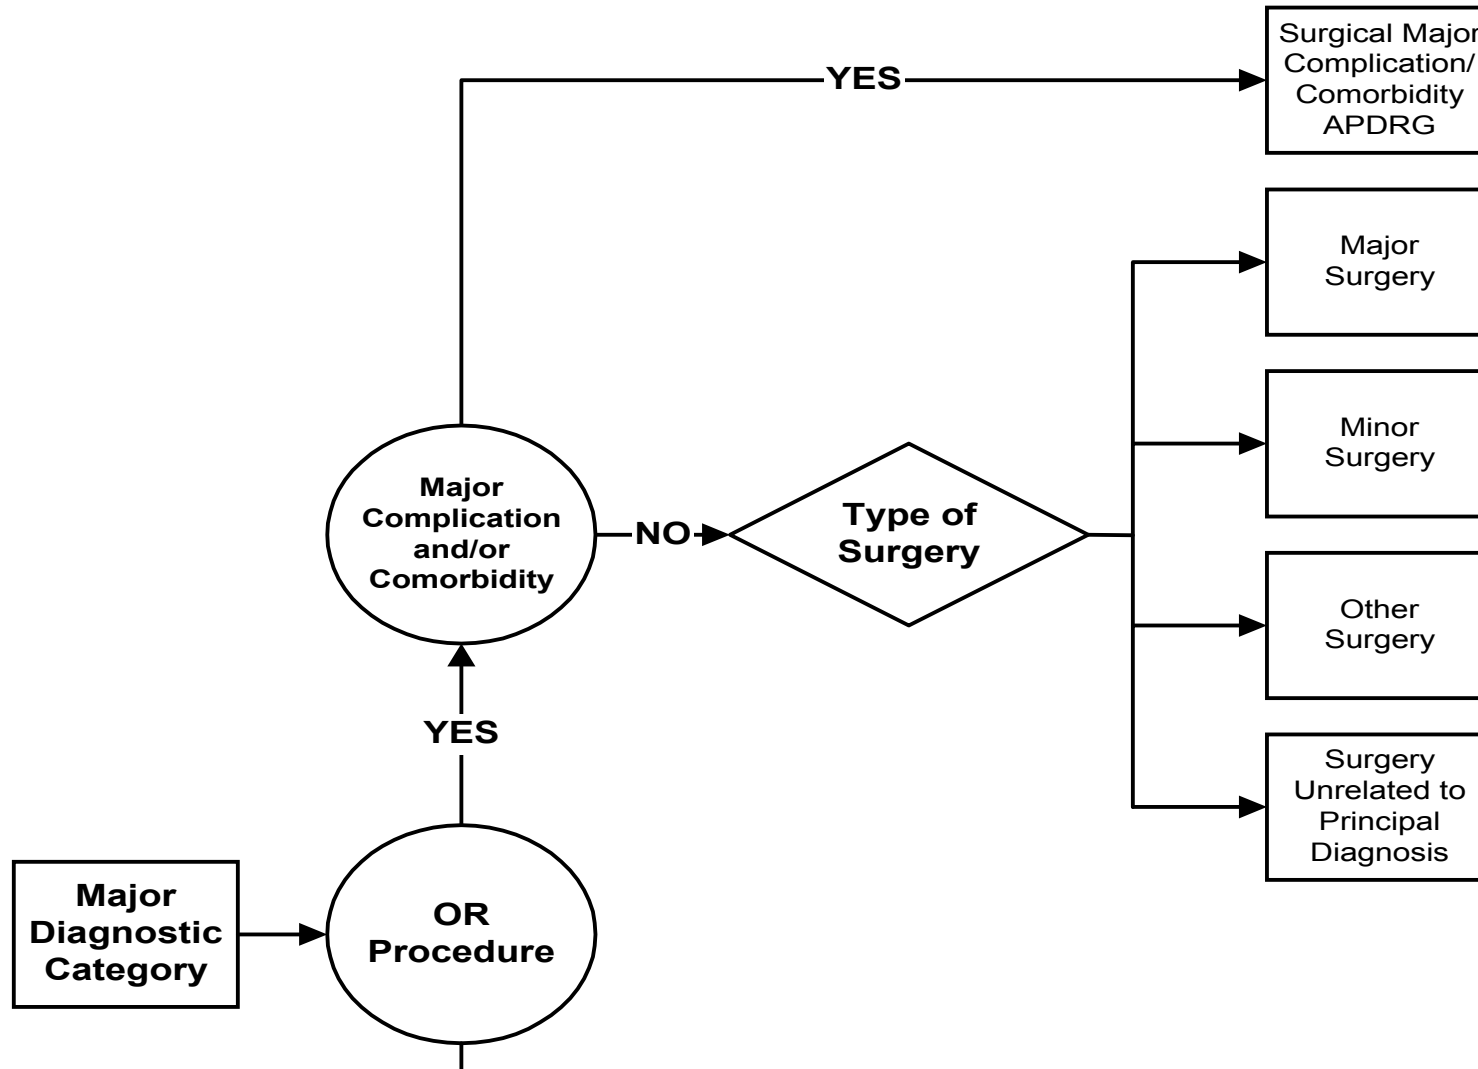 Surgical Major
Complication/
Comorbidity
APDRG
YES
Major
Surgery
Minor
Surgery
Major
Complication
and/or
Comorbidity
NO
Type of
Surgery
Other
Surgery
YES
Surgery
Unrelated to
Principal
Diagnosis
Major
Diagnostic
Category
OR
Procedure